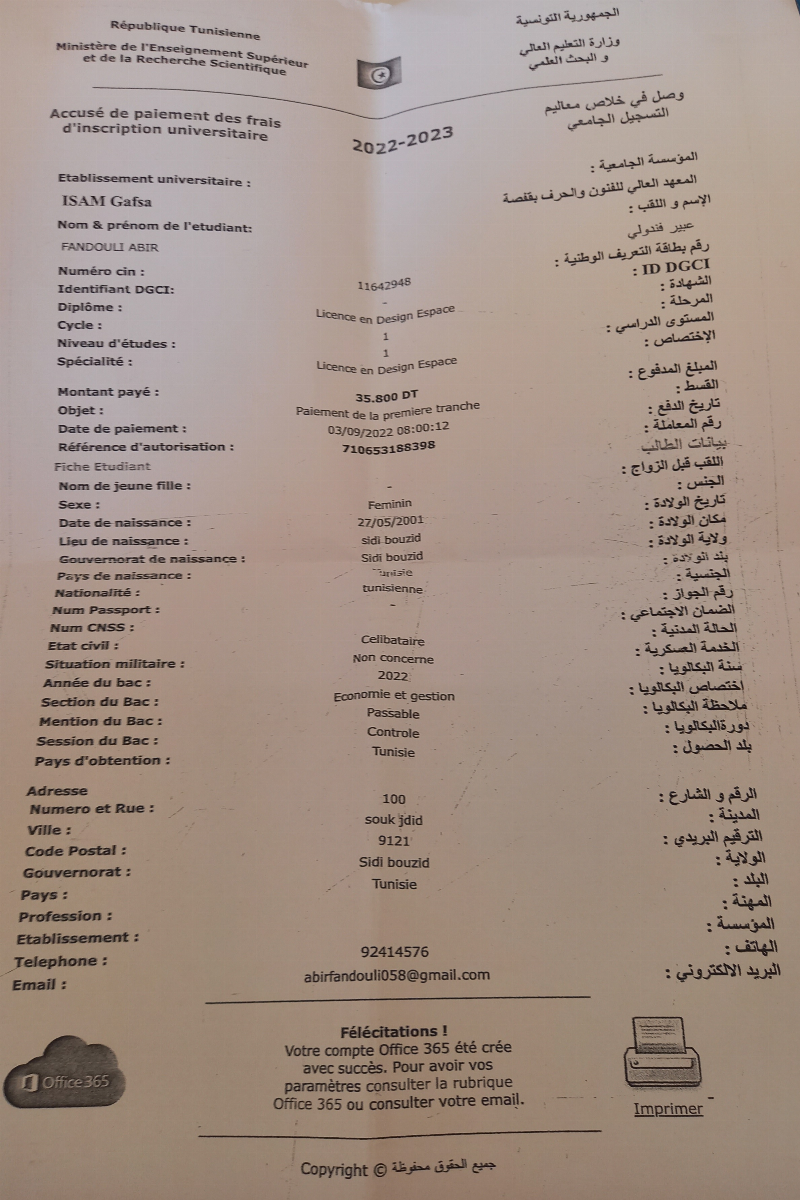 République Tunisienne
Ministère de l'Enseignement Supérieur
et de la Recherche Scientifique
الجمهورية التونسية
وزارة التعليم العالي
و البحث العلمي
Accusé de paiement des frais
d'inscription universitaire
2022-2023
وصل في خلاص معاليم
التسجيل الجامعي
Etablissement universitaire :
المؤسسة الجامعية :
ISAM Gafsa
المعهد العالي للفنون والحرف بقفصة
Nom & prénom de l'etudiant:
الإسم و اللقب :
FANDOULI ABIR
عبير فندولي
Numéro cin : 11642948 رقم بطاقة التعريف الوطنية :
Identifiant DGCI: - ID DGCI :
Diplôme : Licence en Design Espace الشهادة :
Cycle : 1 المرحلة :
Niveau d'études : 1 المستوى الدراسي :
Spécialité : Licence en Design Espace الإختصاص :
Montant payé : 35.800 DT المبلغ المدفوع :
Objet : Paiement de la premiere tranche القسط :
Date de paiement : 03/09/2022 08:00:12 تاريخ الدفع :
Référence d'autorisation : 710653188398 رقم المعاملة :
Fiche Etudiant بيانات الطالب
Nom de jeune fille : - اللقب قبل الزواج :
Sexe : Feminin الجنس :
Date de naissance : 27/05/2001 تاريخ الولادة :
Lieu de naissance : sidi bouzid مكان الولادة :
Gouvernorat de naissance : Sidi bouzid ولاية الولادة :
Pays de naissance : Tunisie بلد الولادة :
Nationalité : tunisienne الجنسية :
Num Passport : - رقم الجواز :
Num CNSS : الضمان الاجتماعي :
Etat civil : Celibataire الحالة المدنية :
Situation militaire : Non concerne الخدمة العسكرية :
Année du bac : 2022 سنة البكالويا :
Section du Bac : Economie et gestion إختصاص البكالويا :
Mention du Bac : Passable ملاحظة البكالويا :
Session du Bac : Controle دورةالبكالويا :
Pays d'obtention : Tunisie بلد الحصول :
Adresse
Numero et Rue : 100 الرقم و الشارع :
Ville : souk jdid المدينة :
Code Postal : 9121 الترقيم البريدي :
Gouvernorat : Sidi bouzid الولاية :
Pays : Tunisie البلد :
Profession : المهنة :
Etablissement : المؤسسة :
Telephone : 92414576 الهاتف :
Email : abirfandouli058@gmail.com البريد الالكتروني :
Office 365
Félécitations !
Votre compte Office 365 été crée
avec succès. Pour avoir vos
paramètres consulter la rubrique
Office 365 ou consulter votre email.
Imprimer
Copyright © جميع الحقوق محفوظة